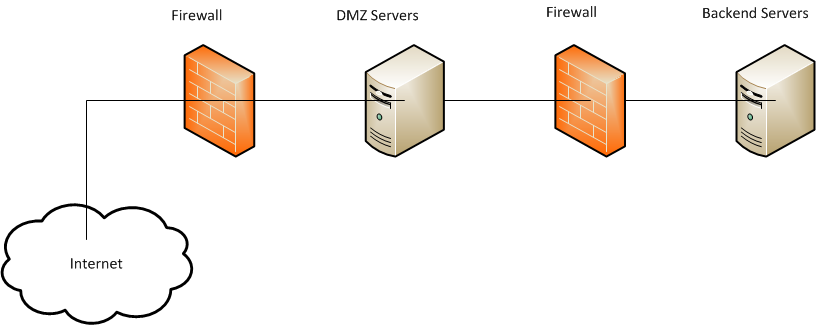 Firewall
DMZ Servers
Firewall
Backend Servers
Internet